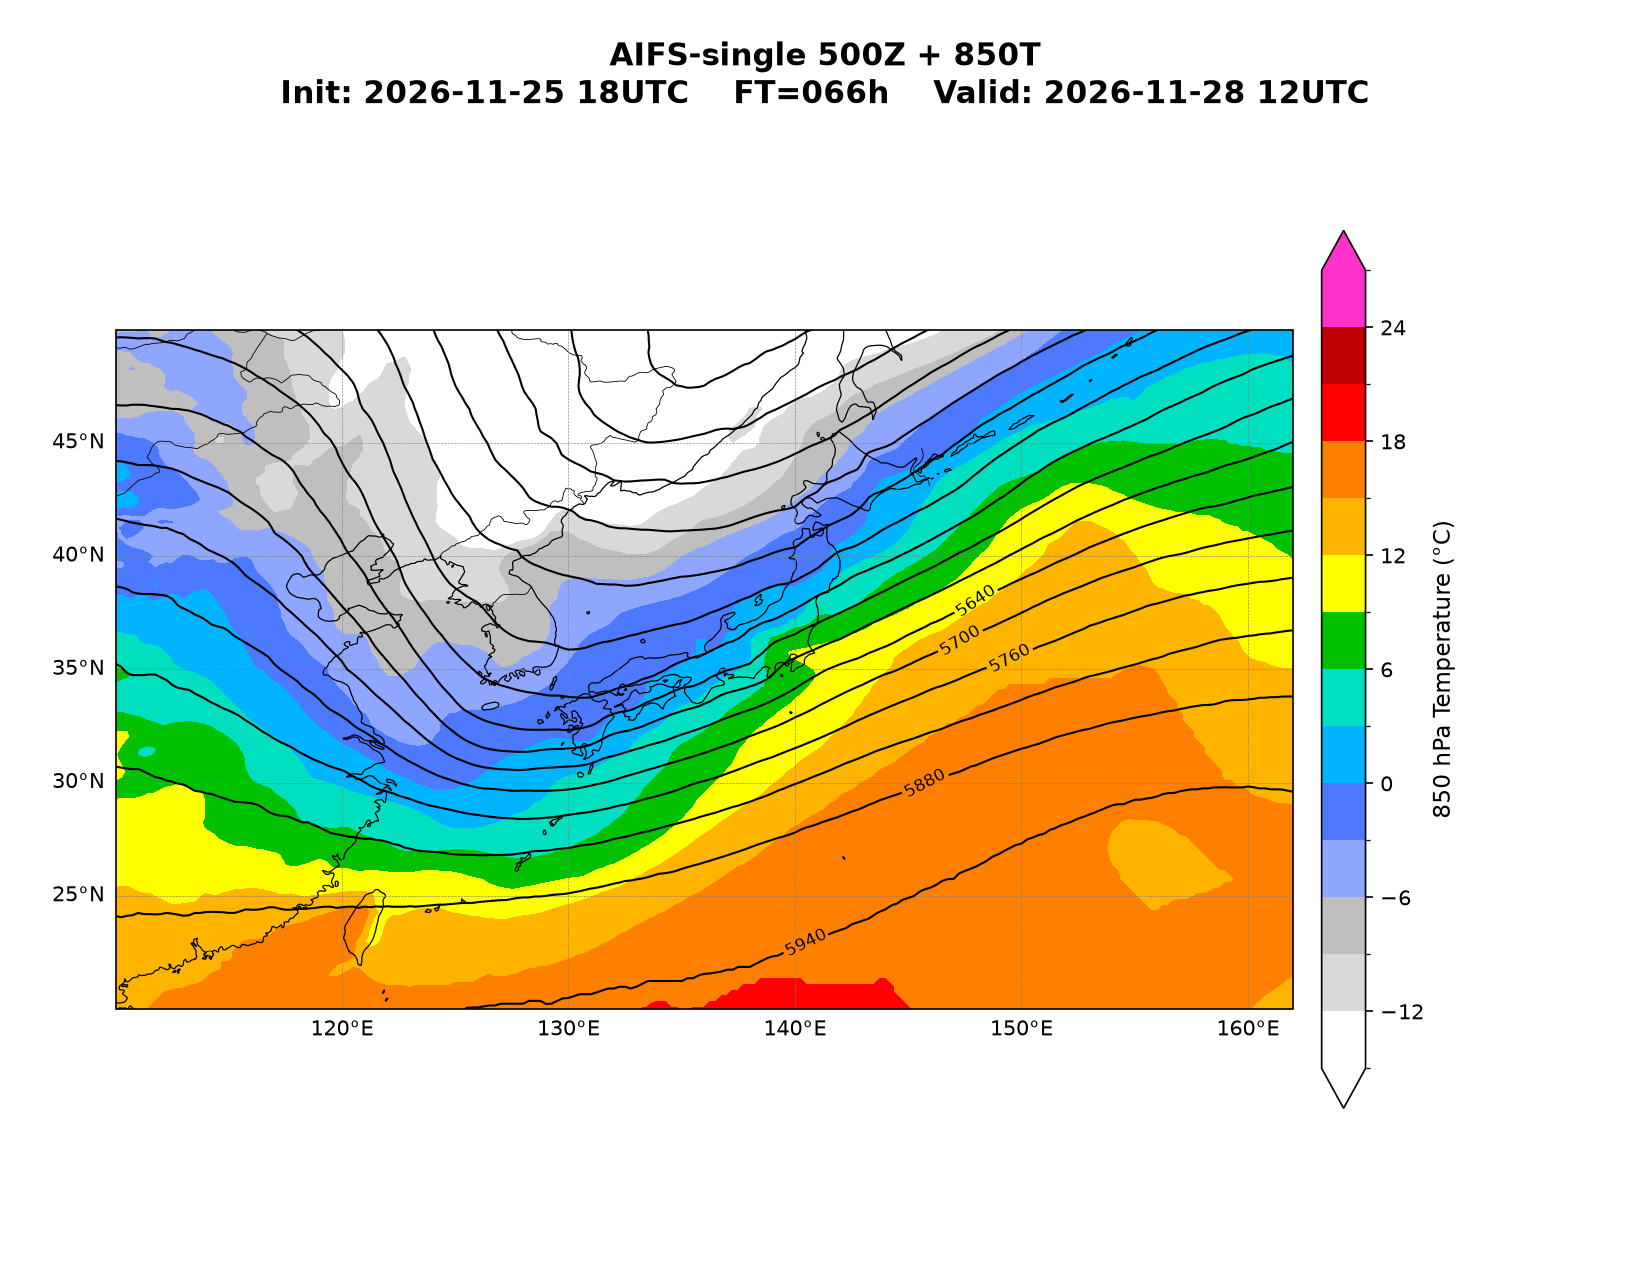 AIFS-single 500Z + 850T
Init: 2026-11-25 18UTC    FT=066h    Valid: 2026-11-28 12UTC
45°N
40°N
35°N
30°N
25°N
120°E
130°E
140°E
150°E
160°E
5640
5700
5760
5880
5940
24
18
12
6
0
−6
−12
850 hPa Temperature (°C)